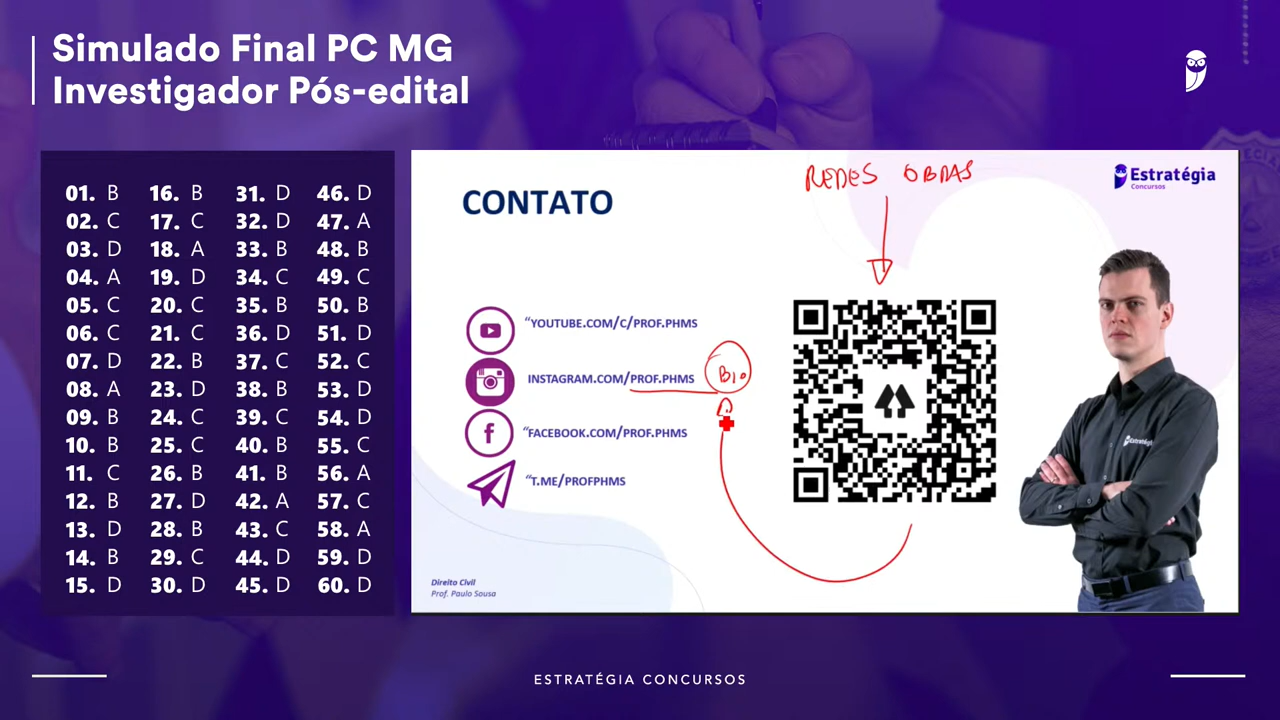 Simulado Final PC MG
Investigador Pós-edital
01. B 16. B 31. D 46. D
02. C 17. C 32. D 47. A
03. D 18. A 33. B 48. B
04. A 19. D 34. C 49. C
05. C 20. C 35. B 50. B
06. C 21. C 36. D 51. D
07. D 22. B 37. C 52. C
08. A 23. D 38. B 53. D
09. B 24. C 39. C 54. D
10. B 25. C 40. B 55. C
11. C 26. B 41. B 56. A
12. B 27. D 42. A 57. C
13. D 28. B 43. C 58. A
14. B 29. C 44. D 59. D
15. D 30. D 45. D 60. D
REDES OBRAS
Estratégia
Concursos
CONTATO
“YOUTUBE.COM/C/PROF.PHMS
INSTAGRAM.COM/PROF.PHMS
BIO
“FACEBOOK.COM/PROF.PHMS
“T.ME/PROFPHMS
Estratégia
Direito Civil
Prof. Paulo Sousa
ESTRATÉGIA CONCURSOS